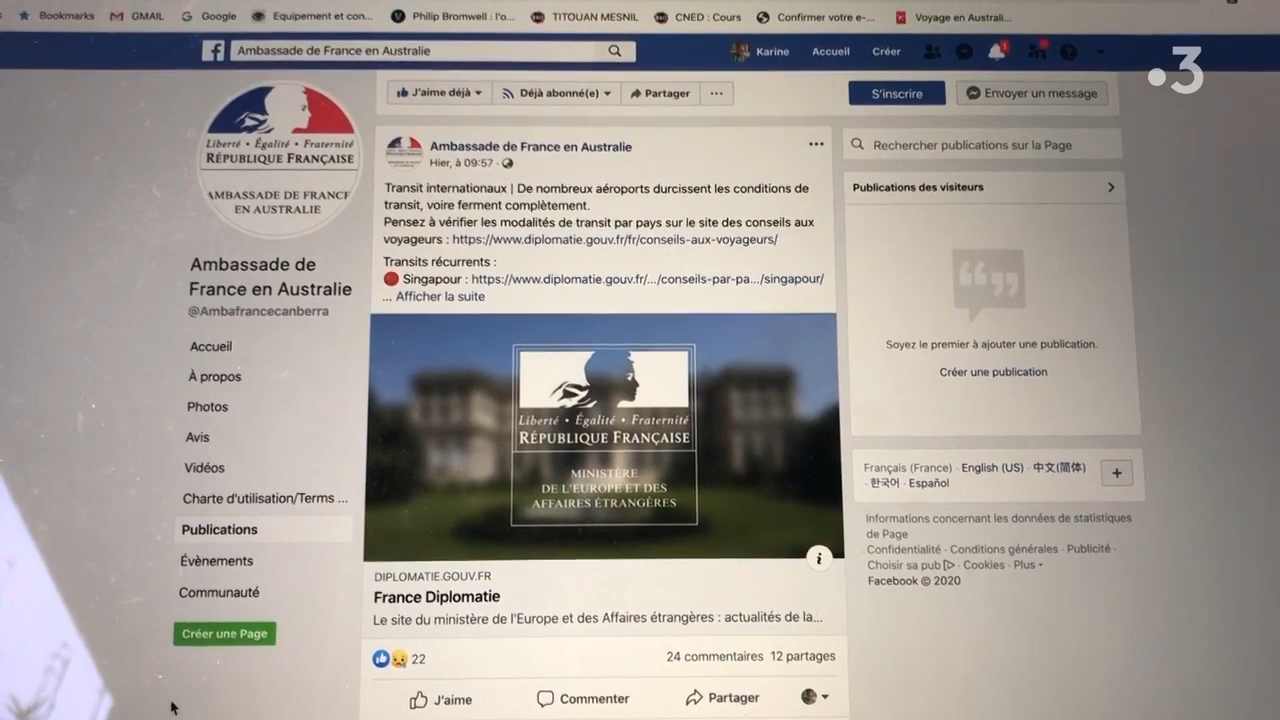 Bookmarks
GMAIL
Google
Equipement et con...
Philip Bromwell : l'o...
TITOUAN MESNIL
CNED : Cours
Confirmer votre e-...
Voyage en Australi...
Ambassade de France en Australie
Karine
Accueil
Créer
1
3
Liberté • Égalité • Fraternité
RÉPUBLIQUE FRANÇAISE
AMBASSADE DE FRANCE
EN AUSTRALIE
Ambassade de
France en Australie
@Ambafrancecanberra
Accueil
À propos
Photos
Avis
Vidéos
Charte d'utilisation/Terms ...
Publications
Évènements
Communauté
Créer une Page
J'aime déjà
Déjà abonné(e)
Partager
...
S'inscrire
Envoyer un message
Ambassade de France en Australie
Hier, à 09:57 ·
Transit internationaux | De nombreux aéroports durcissent les conditions de
transit, voire ferment complètement.
Pensez à vérifier les modalités de transit par pays sur le site des conseils aux
voyageurs : https://www.diplomatie.gouv.fr/fr/conseils-aux-voyageurs/
Transits récurrents :
Singapour : https://www.diplomatie.gouv.fr/.../conseils-par-pa.../singapour/
... Afficher la suite
Liberté • Égalité • Fraternité
RÉPUBLIQUE FRANÇAISE
MINISTÈRE
DE L'EUROPE ET DES
AFFAIRES ÉTRANGÈRES
DIPLOMATIE.GOUV.FR
France Diplomatie
Le site du ministère de l'Europe et des Affaires étrangères : actualités de la...
22
24 commentaires 12 partages
J'aime
Commenter
Partager
Rechercher publications sur la Page
Publications des visiteurs
Soyez le premier à ajouter une publication.
Créer une publication
Français (France) · English (US) · 中文(简体)
· 한국어 · Español
Informations concernant les données de statistiques
de Page
Confidentialité · Conditions générales · Publicité ·
Choisir sa pub · Cookies · Plus
Facebook © 2020